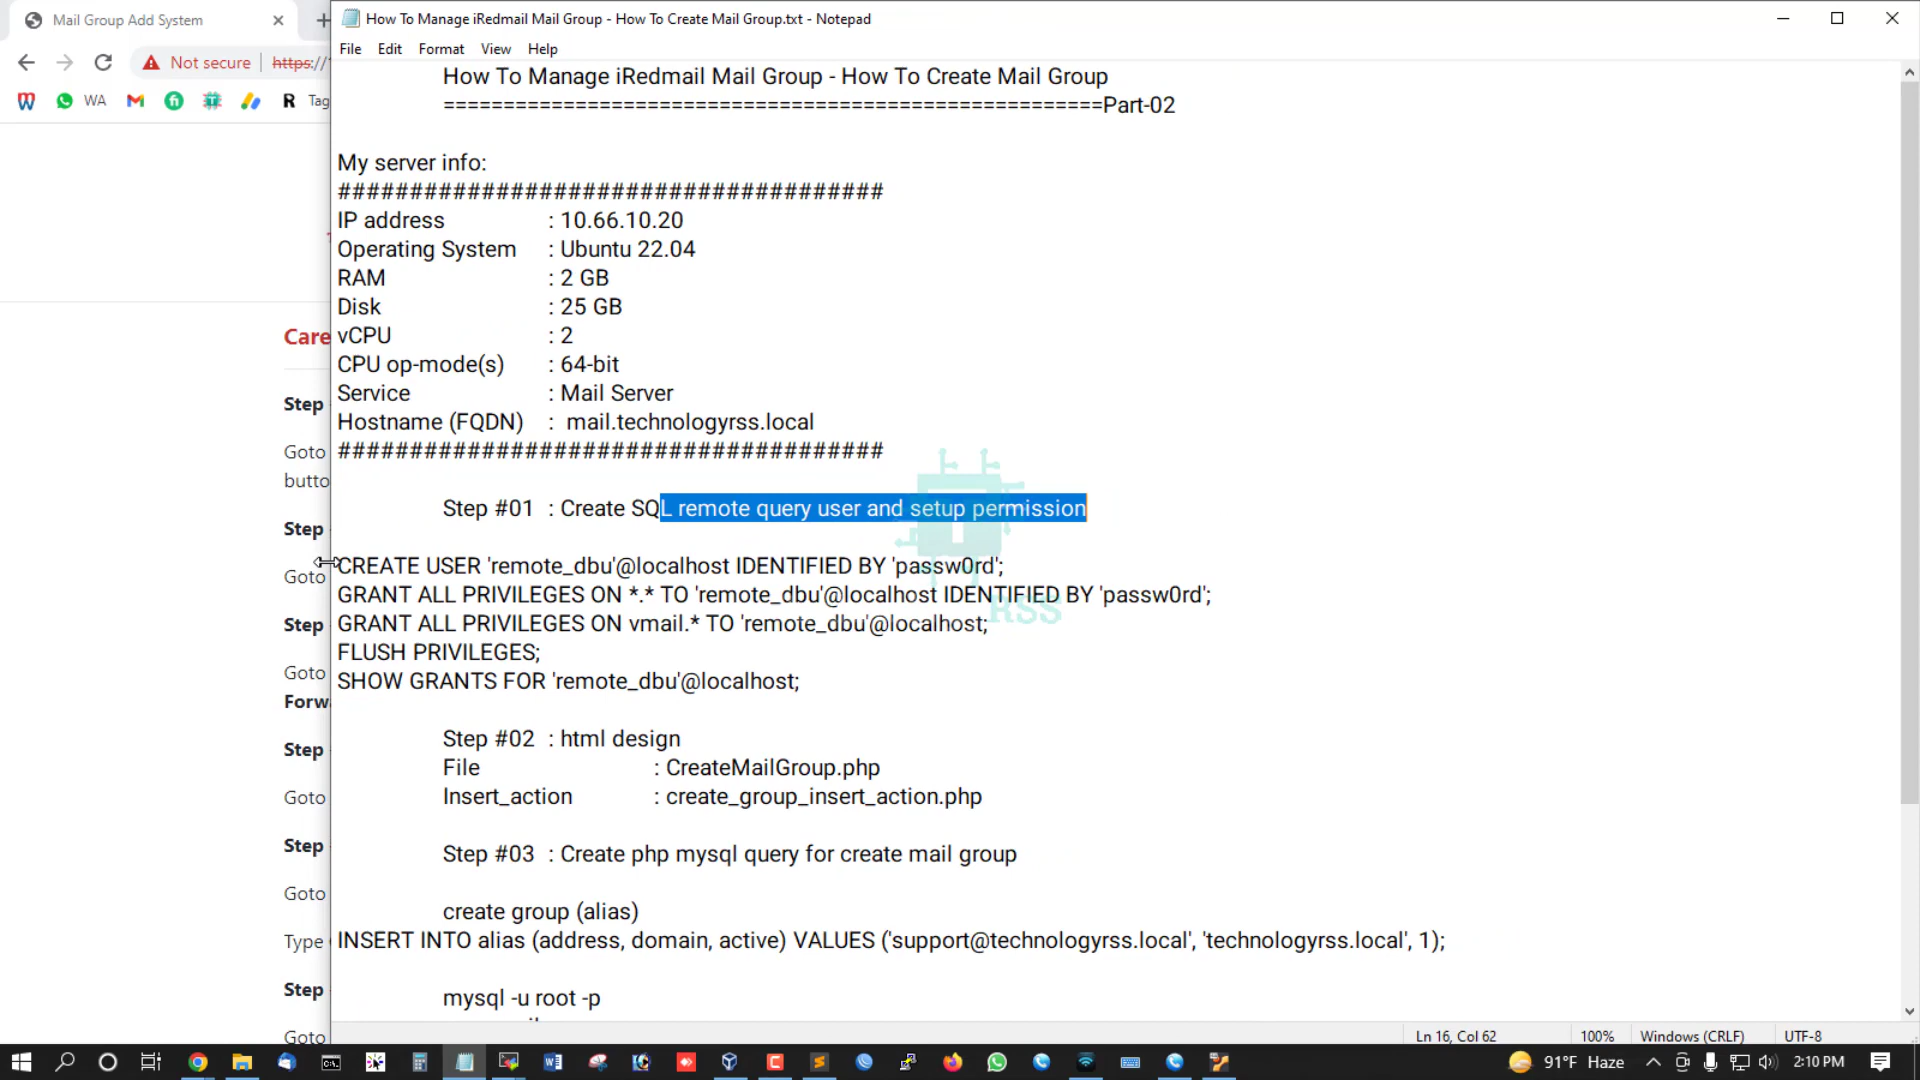 Mail Group Add System
How To Manage iRedmail Mail Group - How To Create Mail Group.txt - Notepad
Not secure
https://
File Edit Format View Help
WA
Tag
How To Manage iRedmail Mail Group - How To Create Mail Group
=======================================================Part-02
My server info:
######################################
IP address : 10.66.10.20
Operating System : Ubuntu 22.04
RAM : 2 GB
Disk : 25 GB
vCPU : 2
CPU op-mode(s) : 64-bit
Service : Mail Server
Hostname (FQDN) : mail.technologyrss.local
######################################
Step #01 : Create SQL remote query user and setup permission
CREATE USER 'remote_dbu'@localhost IDENTIFIED BY 'passw0rd';
GRANT ALL PRIVILEGES ON *.* TO 'remote_dbu'@localhost IDENTIFIED BY 'passw0rd';
GRANT ALL PRIVILEGES ON vmail.* TO 'remote_dbu'@localhost;
FLUSH PRIVILEGES;
SHOW GRANTS FOR 'remote_dbu'@localhost;
Step #02 : html design
File : CreateMailGroup.php
Insert_action : create_group_insert_action.php
Step #03 : Create php mysql query for create mail group
create group (alias)
INSERT INTO alias (address, domain, active) VALUES ('support@technologyrss.local', 'technologyrss.local', 1);
mysql -u root -p
RSS
Care
Step
Goto
butto
Step
Goto
Step
Goto
Forw
Step
Goto
Step
Goto
Type
Step
Goto
Ln 16, Col 62 100% Windows (CRLF) UTF-8
91°F Haze 2:10 PM